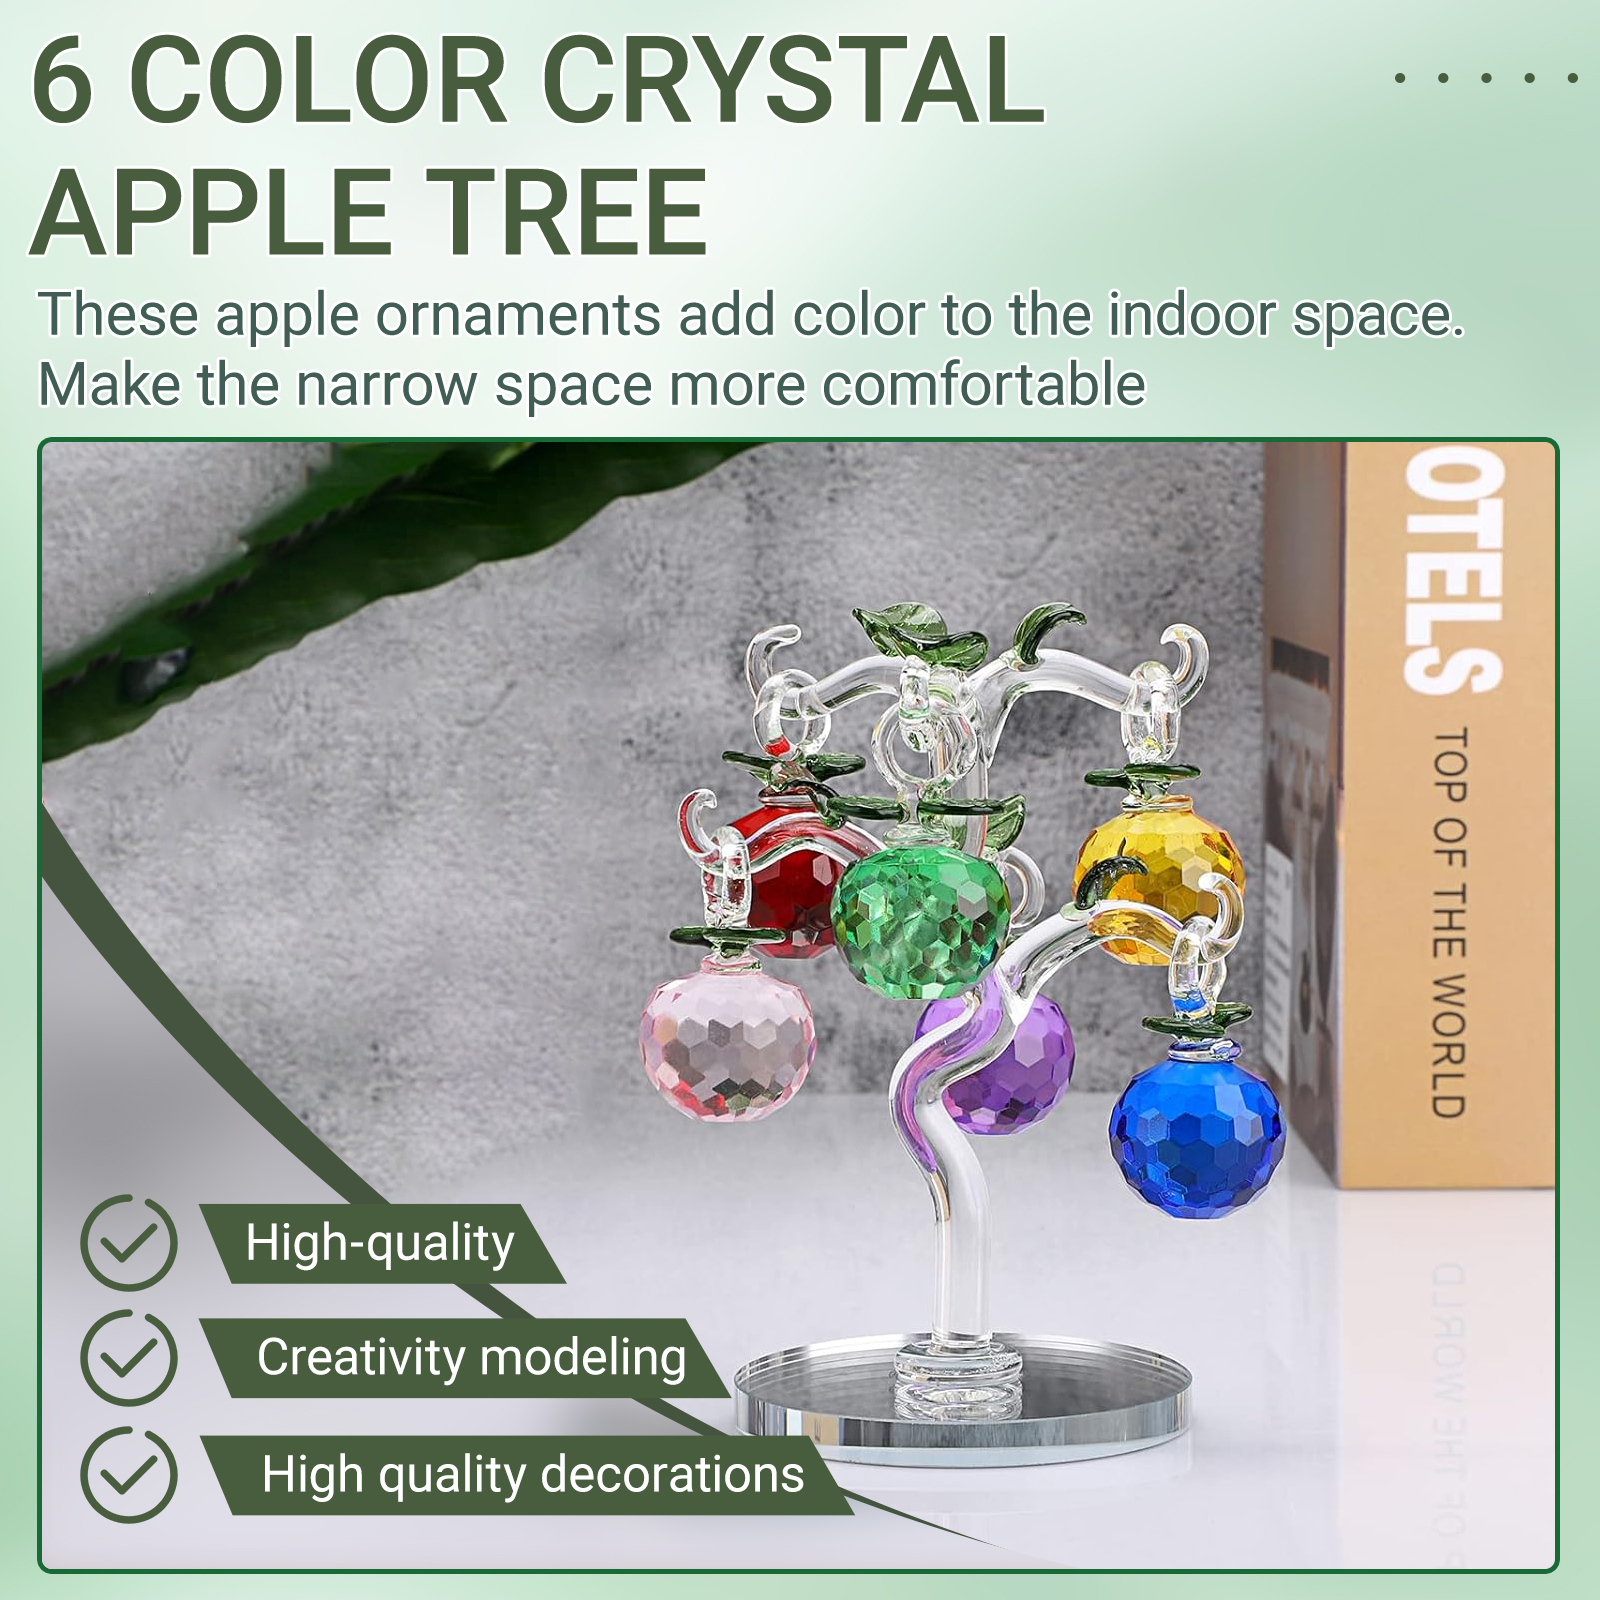 6 COLOR CRYSTAL
APPLE TREE
These apple ornaments add color to the indoor space.
Make the narrow space more comfortable
OTELS
TOP OF THE WORLD
High-quality
Creativity modeling
High quality decorations